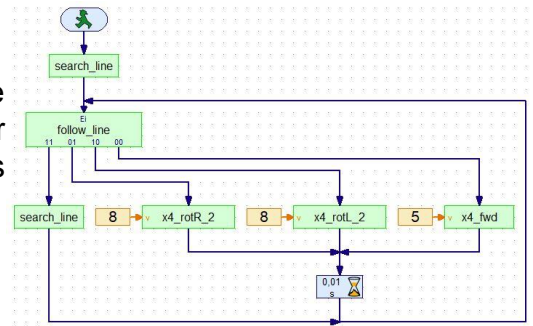 search_line
e
r
s
Ei
follow_line
11 01 10 00
search_line
8
v
x4_rotR_2
8
v
x4_rotL_2
5
v
x4_fwd
0,01
s